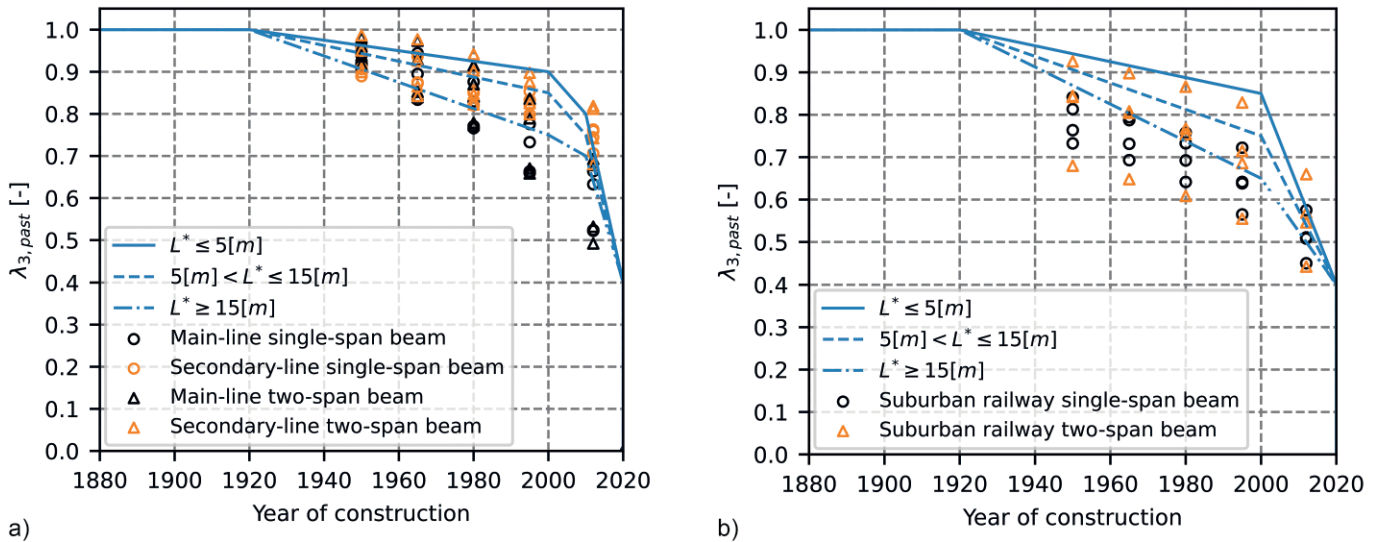 1.0
0.9
0.8
0.7
0.6
0.5
0.4
0.3
0.2
0.1
0.0
λ3,past [-]
L* ≤ 5[m]
5[m] < L* ≤ 15[m]
L* ≥ 15[m]
Main-line single-span beam
Secondary-line single-span beam
Main-line two-span beam
Secondary-line two-span beam
1880 1900 1920 1940 1960 1980 2000 2020
Year of construction
a)
1.0
0.9
0.8
0.7
0.6
0.5
0.4
0.3
0.2
0.1
0.0
λ3,past [-]
L* ≤ 5[m]
5[m] < L* ≤ 15[m]
L* ≥ 15[m]
Suburban railway single-span beam
Suburban railway two-span beam
1880 1900 1920 1940 1960 1980 2000 2020
Year of construction
b)